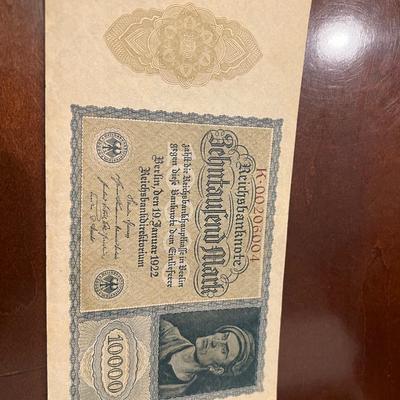 K·00206004
Reichsbanknote
Zehntausend Mark
zahlt die Reichsbankhauptkasse in Berlin
gegen diese Banknote dem Einlieferer
Berlin, den 19. Januar 1922
Reichsbankdirektorium
10000